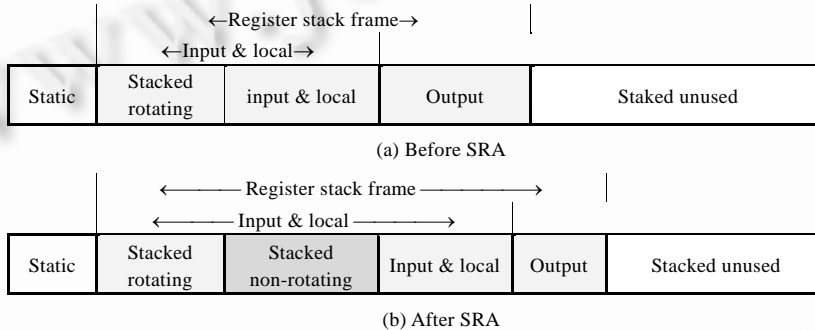 ←Register stack frame→
←Input & local→
Static
Stacked rotating
input & local
Output
Staked unused
(a) Before SRA
←——— Register stack frame ———→
←——— Input & local ———→
Static
Stacked rotating
Stacked non-rotating
Input & local
Output
Stacked unused
(b) After SRA